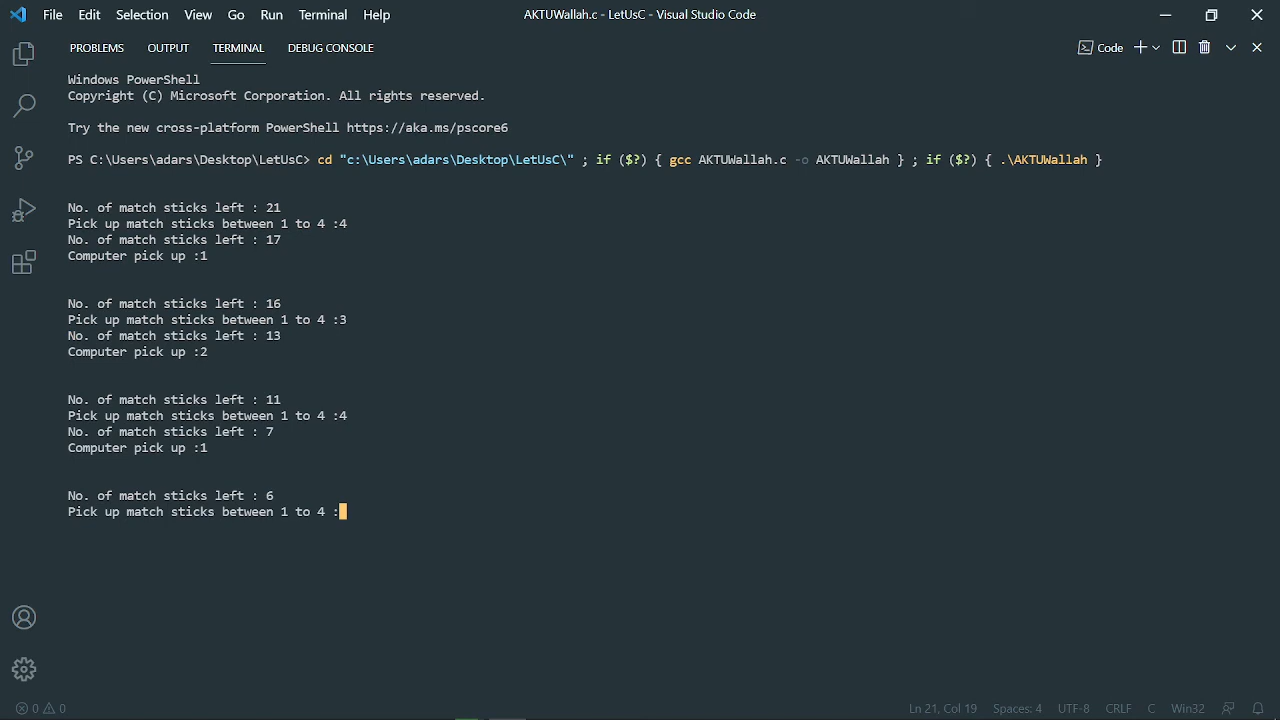 File Edit Selection View Go Run Terminal Help
AKTUWallah.c - LetUsC - Visual Studio Code
PROBLEMS OUTPUT TERMINAL DEBUG CONSOLE
Code
Windows PowerShell
Copyright (C) Microsoft Corporation. All rights reserved.
Try the new cross-platform PowerShell https://aka.ms/pscore6
PS C:\Users\adars\Desktop\LetUsC> cd "c:\Users\adars\Desktop\LetUsC\" ; if ($?) { gcc AKTUWallah.c -o AKTUWallah } ; if ($?) { .\AKTUWallah }
No. of match sticks left : 21
Pick up match sticks between 1 to 4 :4
No. of match sticks left : 17
Computer pick up :1
No. of match sticks left : 16
Pick up match sticks between 1 to 4 :3
No. of match sticks left : 13
Computer pick up :2
No. of match sticks left : 11
Pick up match sticks between 1 to 4 :4
No. of match sticks left : 7
Computer pick up :1
No. of match sticks left : 6
Pick up match sticks between 1 to 4 :
0 0
Ln 21, Col 19 Spaces: 4 UTF-8 CRLF C Win32